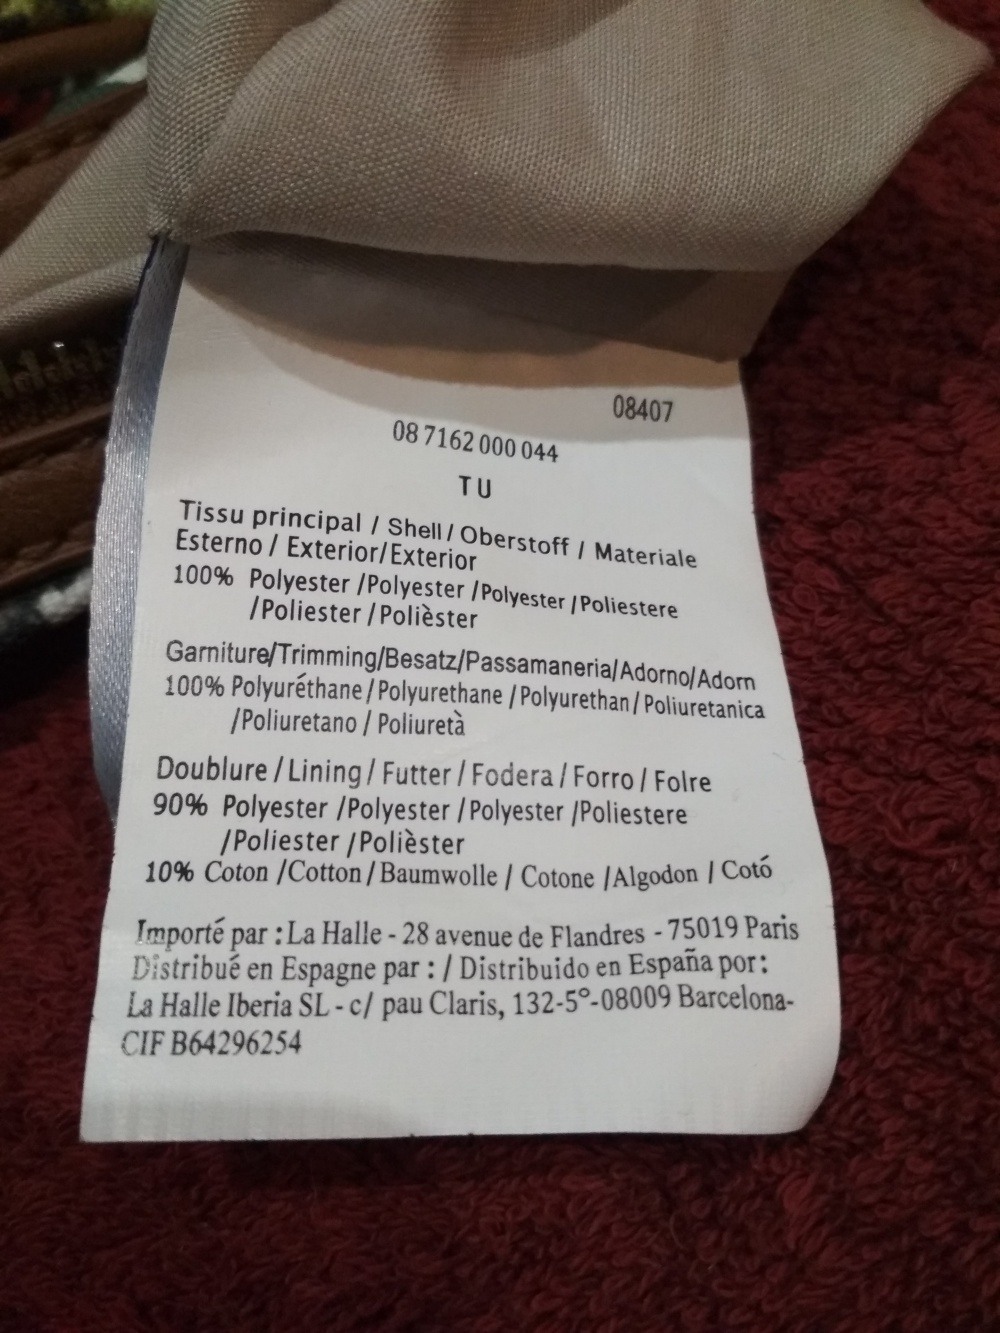 08407
08 7162 000 044
TU
Tissu principal / Shell / Oberstoff / Materiale
Esterno / Exterior/Exterior
100% Polyester /Polyester /Polyester /Poliestere
/Poliester /Polièster
Garniture/Trimming/Besatz/Passamaneria/Adorno/Adorn
100% Polyuréthane / Polyurethane / Polyurethan / Poliuretanica
/Poliuretano / Poliuretà
Doublure / Lining / Futter / Fodera / Forro / Folre
90% Polyester /Polyester / Polyester /Poliestere
/Poliester /Polièster
10% Coton /Cotton / Baumwolle / Cotone /Algodon / Cotó
Importé par : La Halle - 28 avenue de Flandres - 75019 Paris
Distribué en Espagne par : / Distribuido en España por:
La Halle Iberia SL - c/ pau Claris, 132-5°-08009 Barcelona-
CIF B64296254